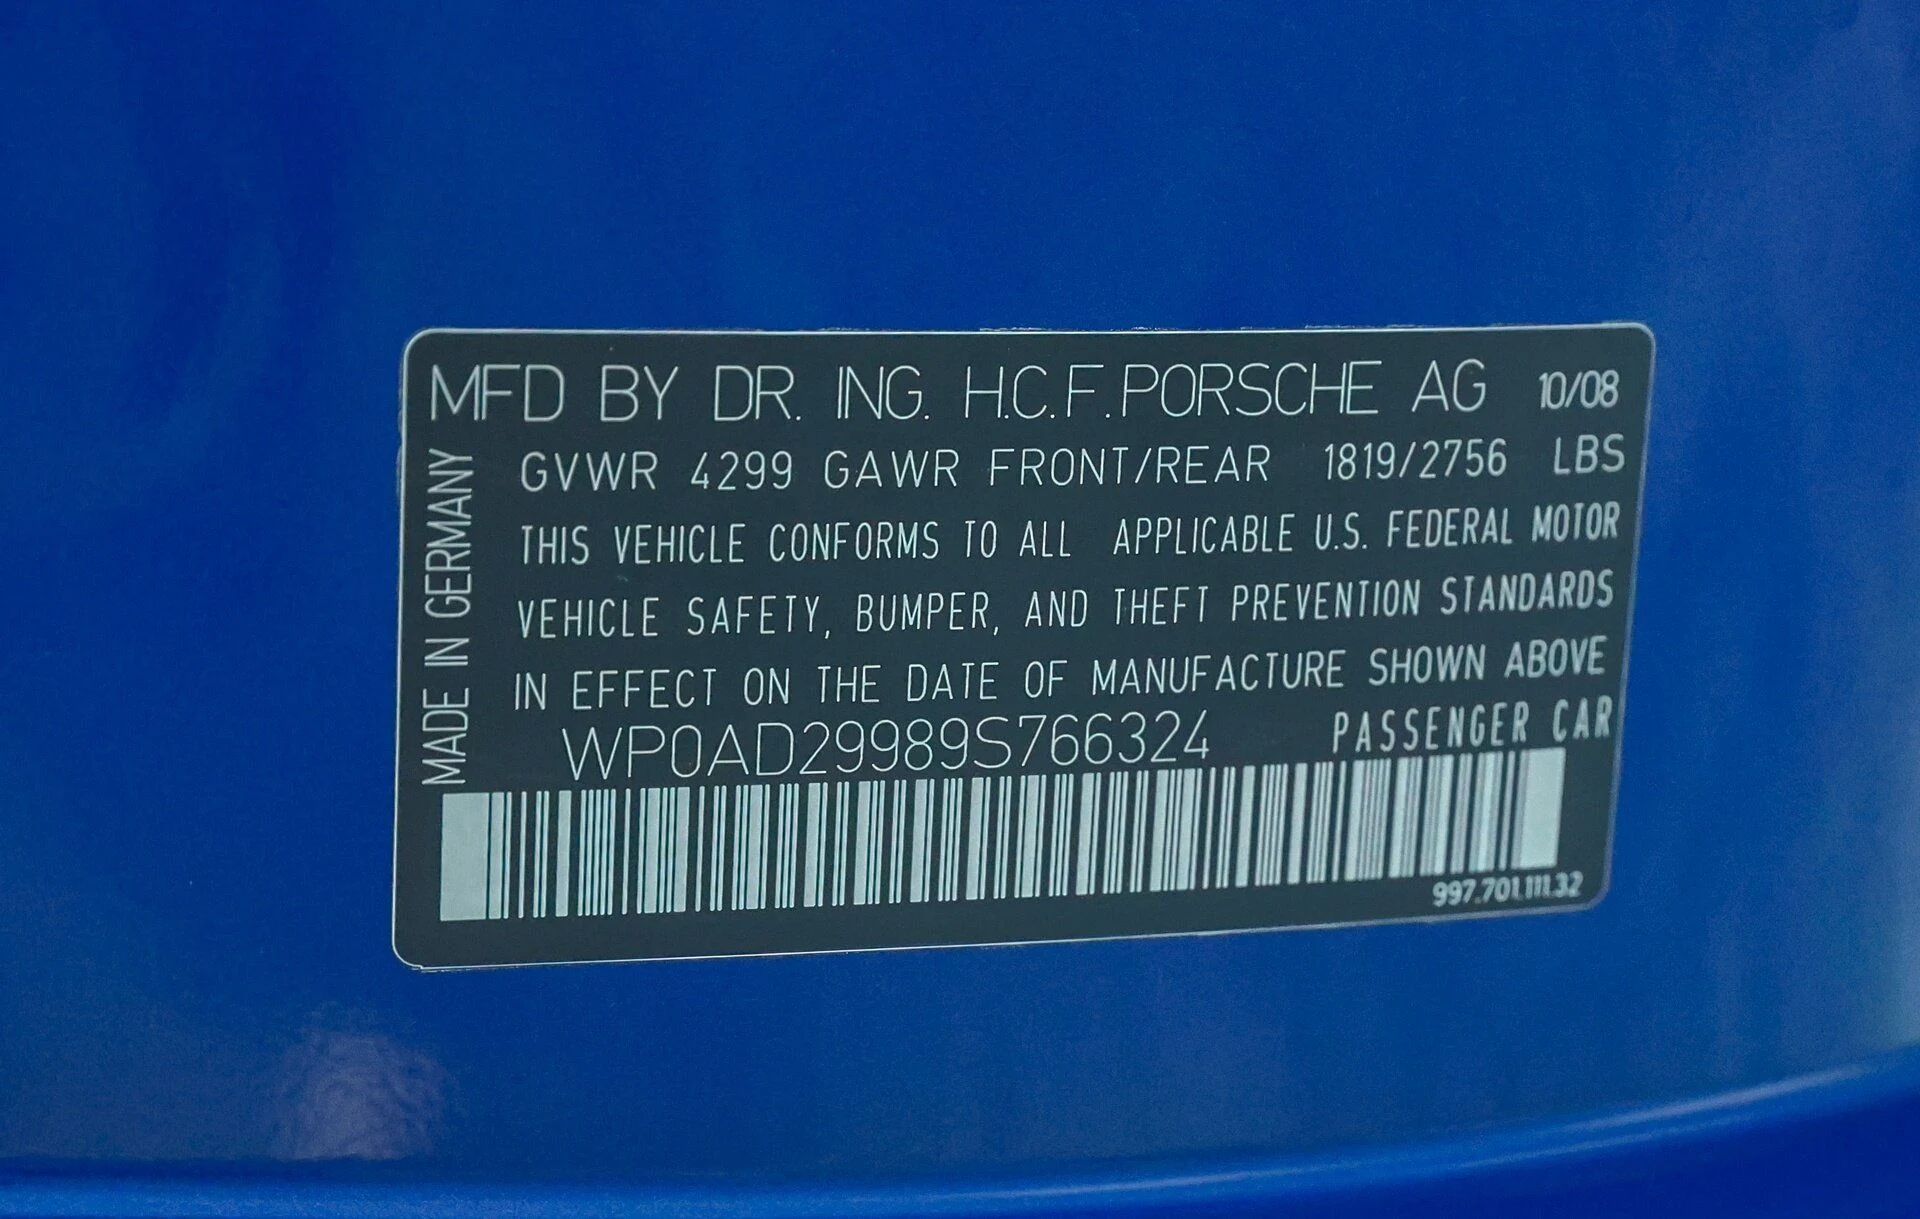 MFD BY DR. ING. H.C.F. PORSCHE AG 10/08
GVWR 4299 GAWR FRONT/REAR 1819/2756 LBS
THIS VEHICLE CONFORMS TO ALL APPLICABLE U.S. FEDERAL MOTOR
VEHICLE SAFETY, BUMPER, AND THEFT PREVENTION STANDARDS
IN EFFECT ON THE DATE OF MANUFACTURE SHOWN ABOVE
WP0AD29989S766324 PASSENGER CAR
997.701.111.32
MADE IN GERMANY